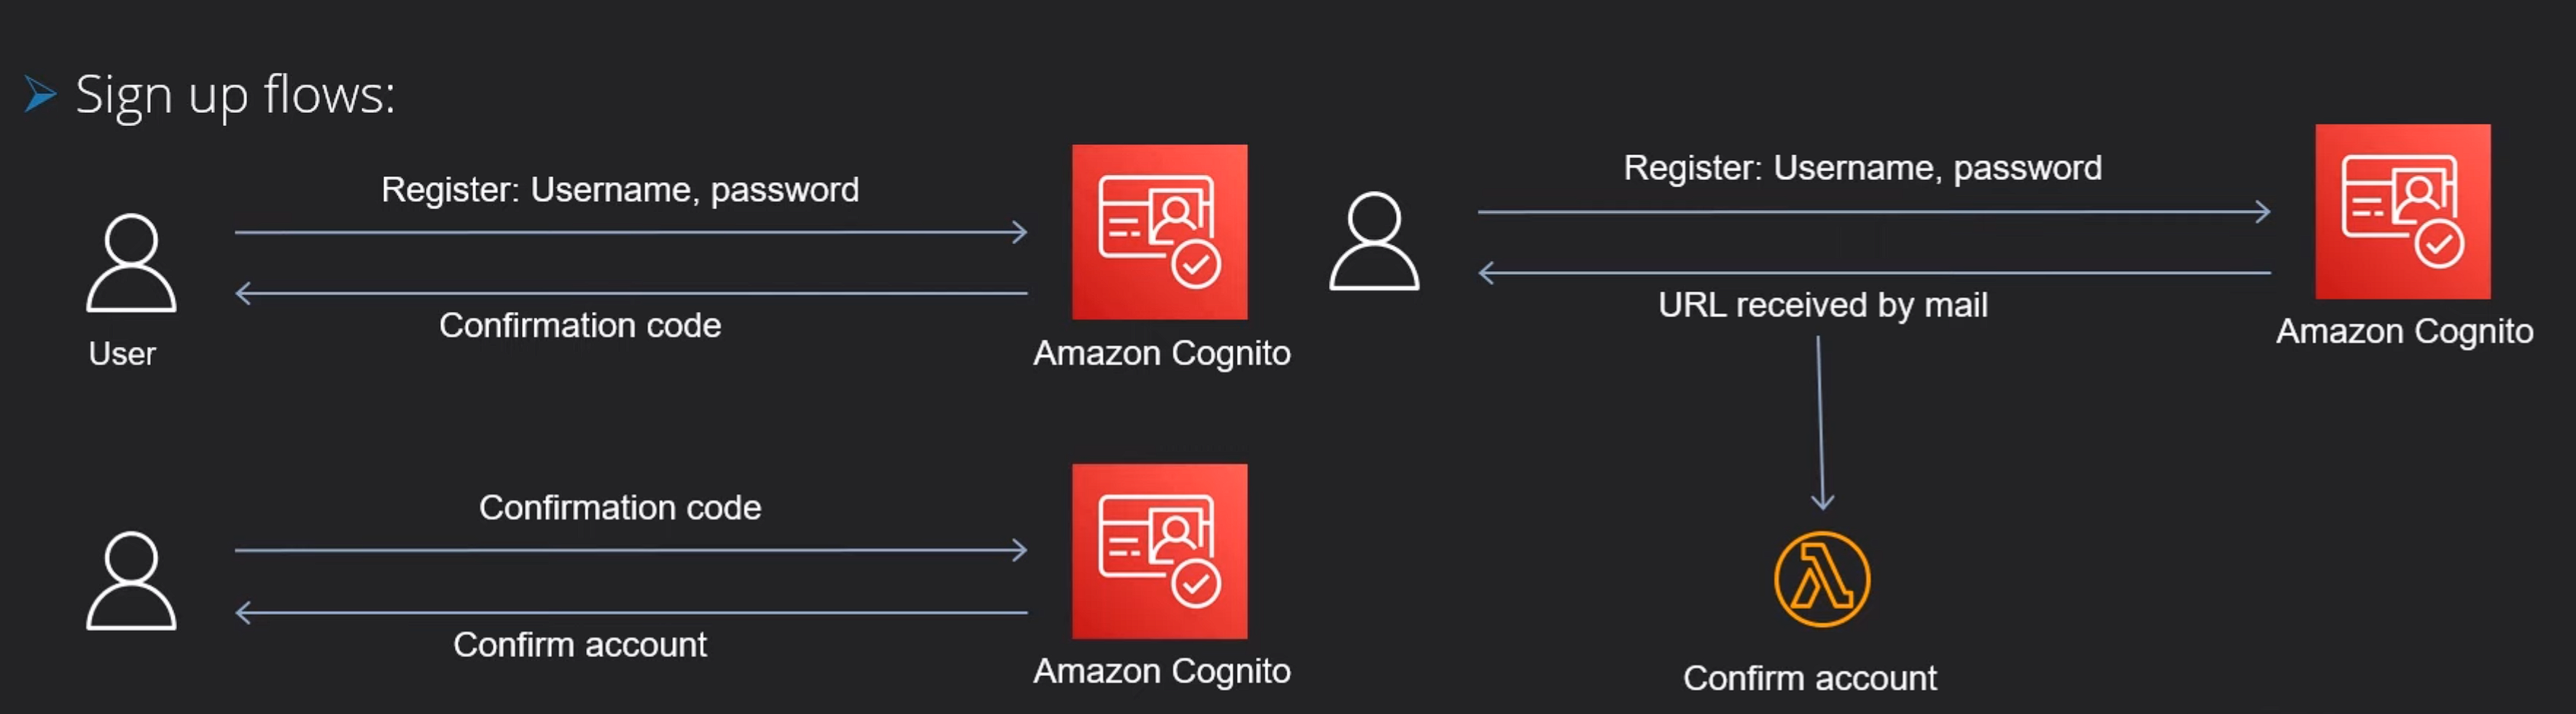 Sign up flows:
Register: Username, password
Confirmation code
User
Amazon Cognito
Confirmation code
Confirm account
Amazon Cognito
Register: Username, password
URL received by mail
Amazon Cognito
Confirm account